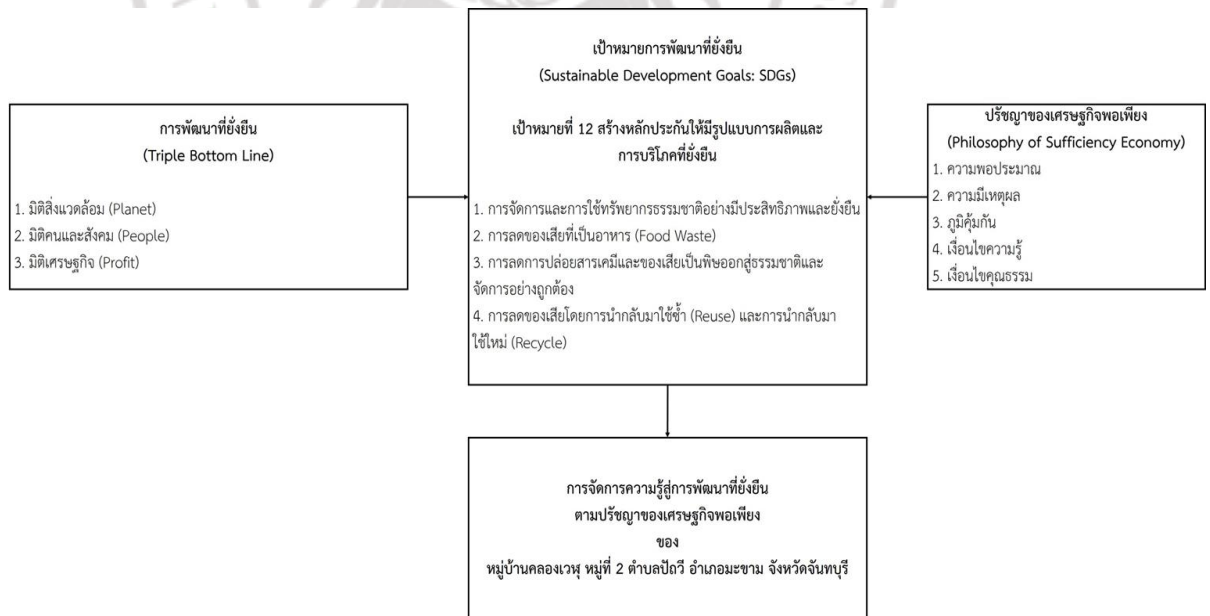 เป้าหมายการพัฒนาที่ยั่งยืน
(Sustainable Development Goals: SDGs)
เป้าหมายที่ 12 สร้างหลักประกันให้มีรูปแบบการผลิตและ
การบริโภคที่ยั่งยืน
1. การจัดการและการใช้ทรัพยากรธรรมชาติอย่างมีประสิทธิภาพและยั่งยืน
2. การลดของเสียที่เป็นอาหาร (Food Waste)
3. การลดการปล่อยสารเคมีและของเสียเป็นพิษออกสู่ธรรมชาติและ
จัดการอย่างถูกต้อง
4. การลดของเสียโดยการนำกลับมาใช้ซ้ำ (Reuse) และการนำกลับมา
ใช้ใหม่ (Recycle)
การพัฒนาที่ยั่งยืน
(Triple Bottom Line)
1. มิติสิ่งแวดล้อม (Planet)
2. มิติคนและสังคม (People)
3. มิติเศรษฐกิจ (Profit)
ปรัชญาของเศรษฐกิจพอเพียง
(Philosophy of Sufficiency Economy)
1. ความพอประมาณ
2. ความมีเหตุผล
3. ภูมิคุ้มกัน
4. เงื่อนไขความรู้
5. เงื่อนไขคุณธรรม
การจัดการความรู้สู่การพัฒนาที่ยั่งยืน
ตามปรัชญาของเศรษฐกิจพอเพียง
ของ
หมู่บ้านคลองเวฬุ หมู่ที่ 2 ตำบลปัถวี อำเภอมะขาม จังหวัดจันทบุรี